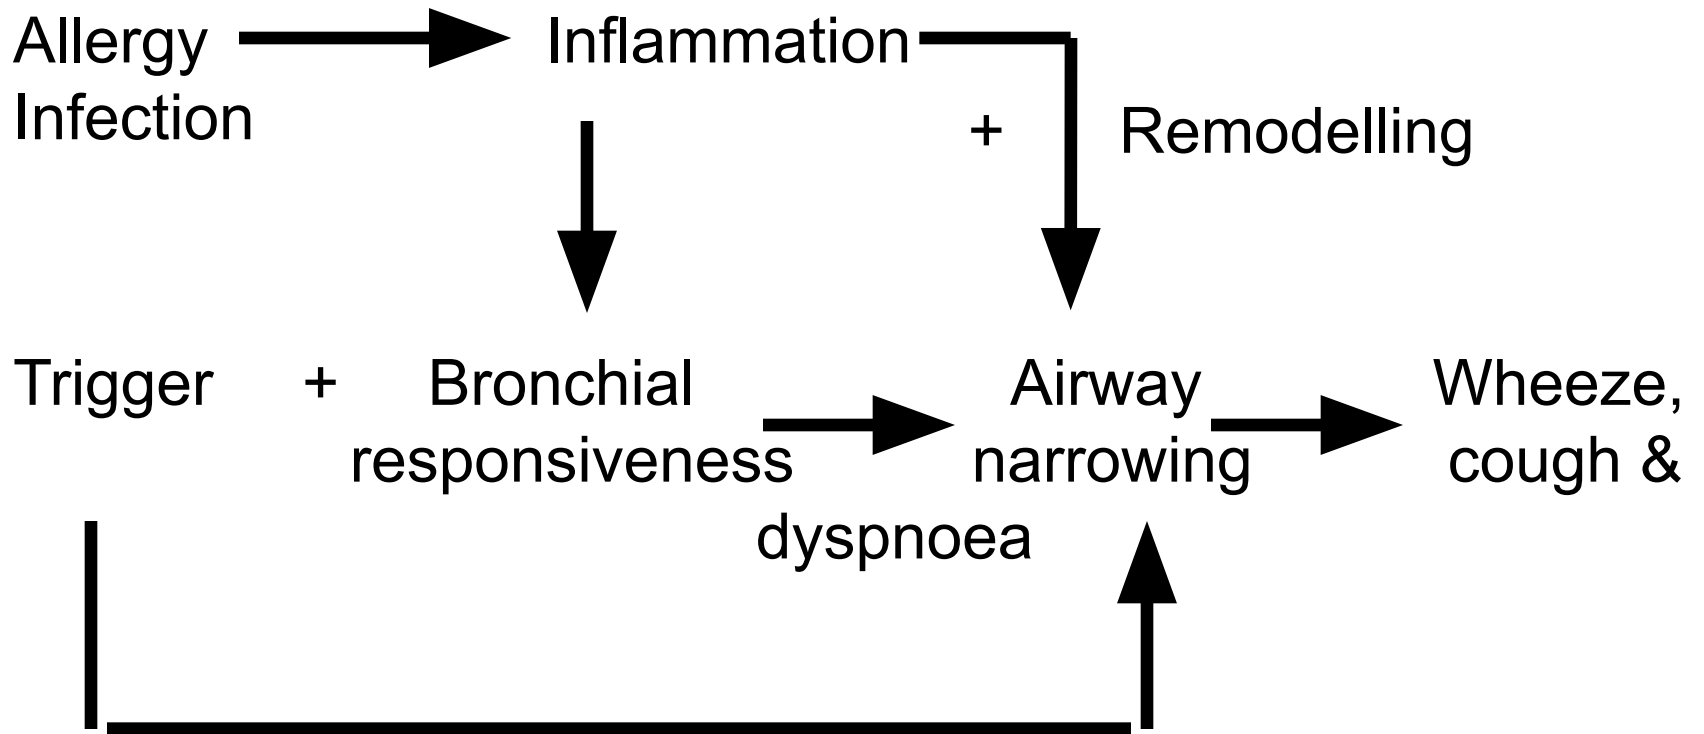 Allergy Inflammation
Infection
+ Remodelling
Trigger + Bronchial Airway Wheeze,
responsiveness narrowing cough &
dyspnoea